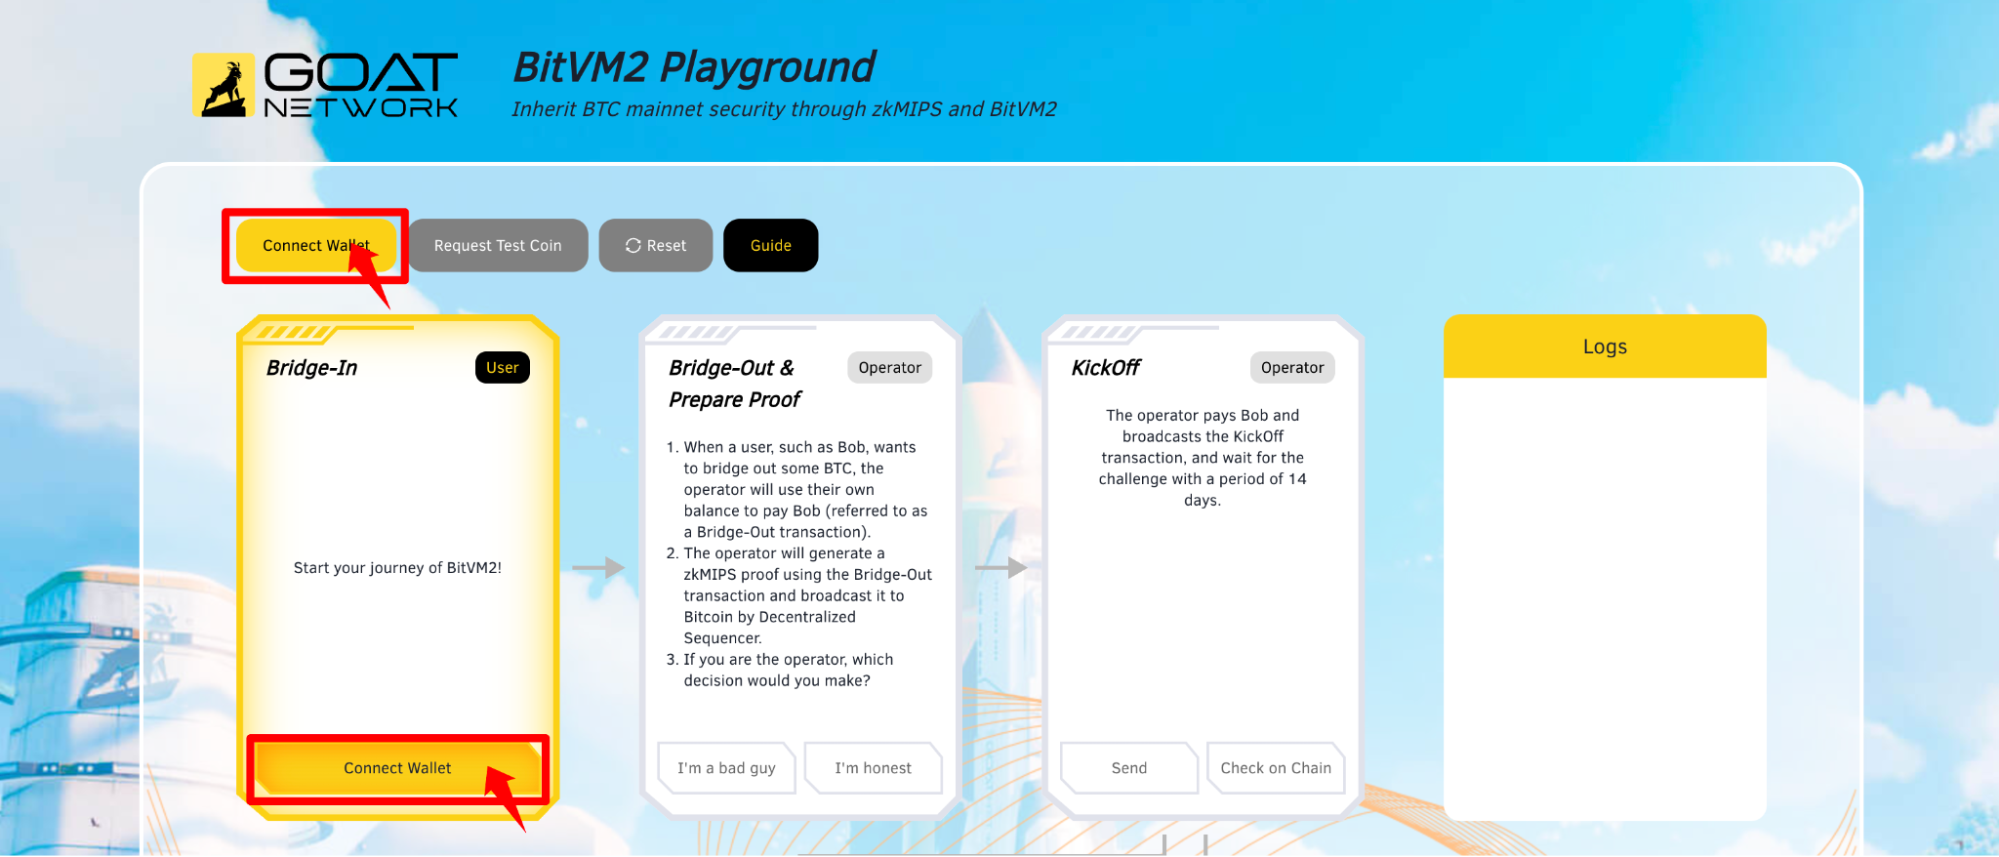 GOAT
NETWORK
BitVM2 Playground
Inherit BTC mainnet security through zkMIPS and BitVM2
Connect Wallet
Request Test Coin
Reset
Guide
Bridge-In
User
Start your journey of BitVM2!
Connect Wallet
Bridge-Out &
Prepare Proof
Operator
1. When a user, such as Bob, wants
to bridge out some BTC, the
operator will use their own
balance to pay Bob (referred to as
a Bridge-Out transaction).
2. The operator will generate a
zkMIPS proof using the Bridge-Out
transaction and broadcast it to
Bitcoin by Decentralized
Sequencer.
3. If you are the operator, which
decision would you make?
I'm a bad guy
I'm honest
KickOff
Operator
The operator pays Bob and
broadcasts the KickOff
transaction, and wait for the
challenge with a period of 14
days.
Send
Check on Chain
Logs